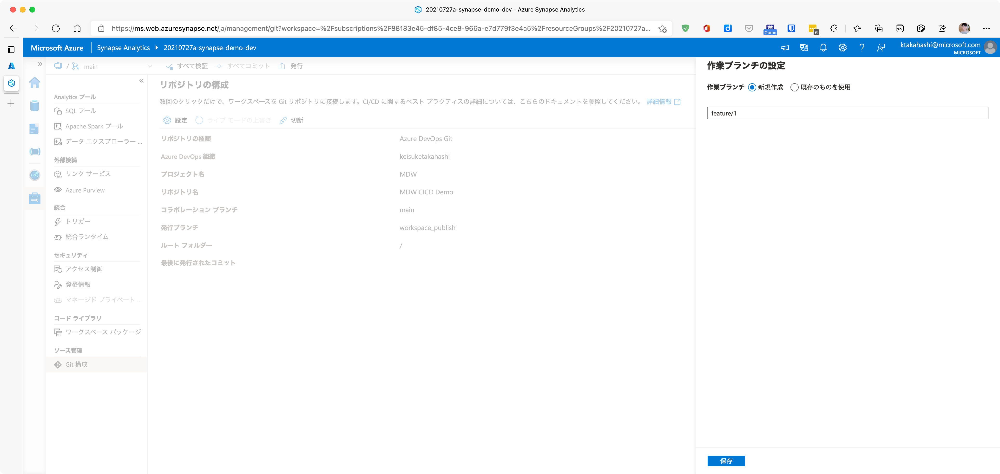 20210727a-synapse-demo-dev - Azure Synapse Analytics
https://ms.web.azuresynapse.net/ja/management/git?workspace=%2Fsubscriptions%2F88183e45-df85-4ce8-966a-e7d779f3e4a5%2FresourceGroups%2F20210727a...
Comn
6
Microsoft Azure
Synapse Analytics
20210727a-synapse-demo-dev
ktakahashi@microsoft.com
MICROSOFT
/ main
すべて検証
すべてコミット
発行
Analytics プール
SQL プール
Apache Spark プール
データ エクスプローラー ...
外部接続
リンク サービス
Azure Purview
統合
トリガー
統合ランタイム
セキュリティ
アクセス制御
資格情報
マネージド プライベート ...
コード ライブラリ
ワークスペース パッケージ
ソース管理
Git 構成
リポジトリの構成
数回のクリックだけで、ワークスペースを Git リポジトリに接続します。CI/CD に関するベスト プラクティスの詳細については、こちらのドキュメントを参照してください。 詳細情報
設定
ライブ モードの上書き
切断
リポジトリの種類 Azure DevOps Git
Azure DevOps 組織 keisuketakahashi
プロジェクト名 MDW
リポジトリ名 MDW CICD Demo
コラボレーション ブランチ main
発行ブランチ workspace_publish
ルート フォルダー /
最後に発行されたコミット
作業ブランチの設定
作業ブランチ 新規作成 既存のものを使用
feature/1
保存